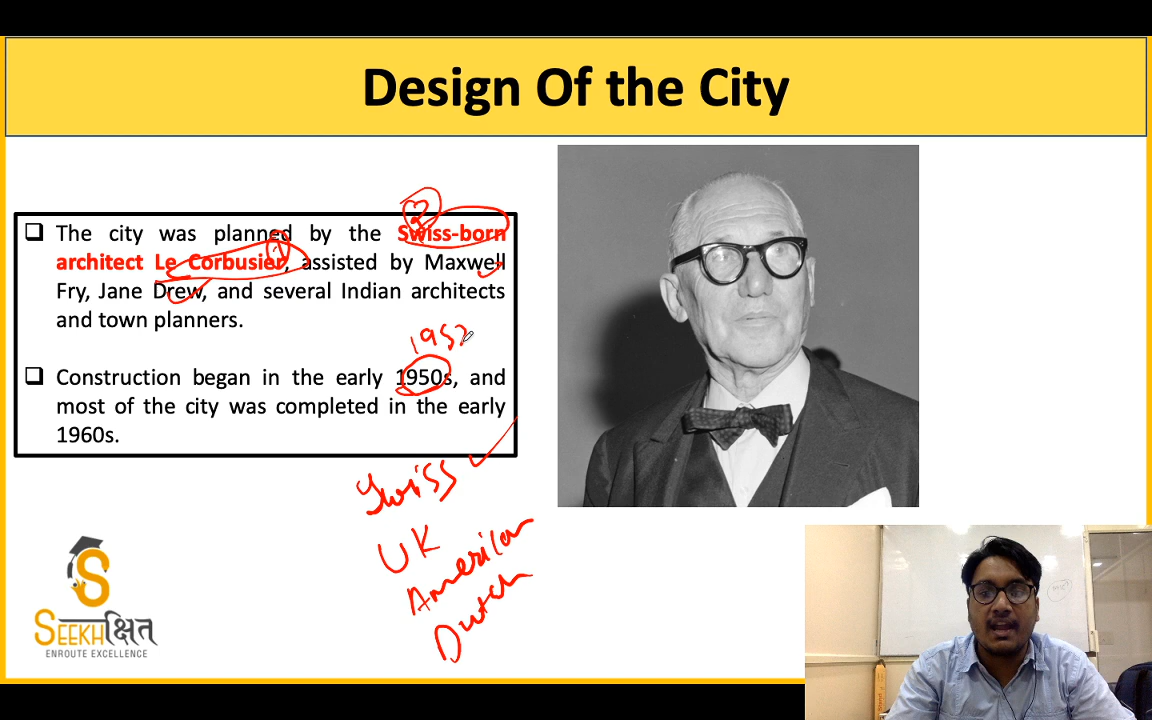 Design Of the City
The city was planned by the Swiss-born
architect Le Corbusier, assisted by Maxwell
Fry, Jane Drew, and several Indian architects
and town planners.
1952
Construction began in the early 1950s, and
most of the city was completed in the early
1960s.
Swiss
UK
American
Dutch
SEEKHक्षित
ENROUTE EXCELLENCE